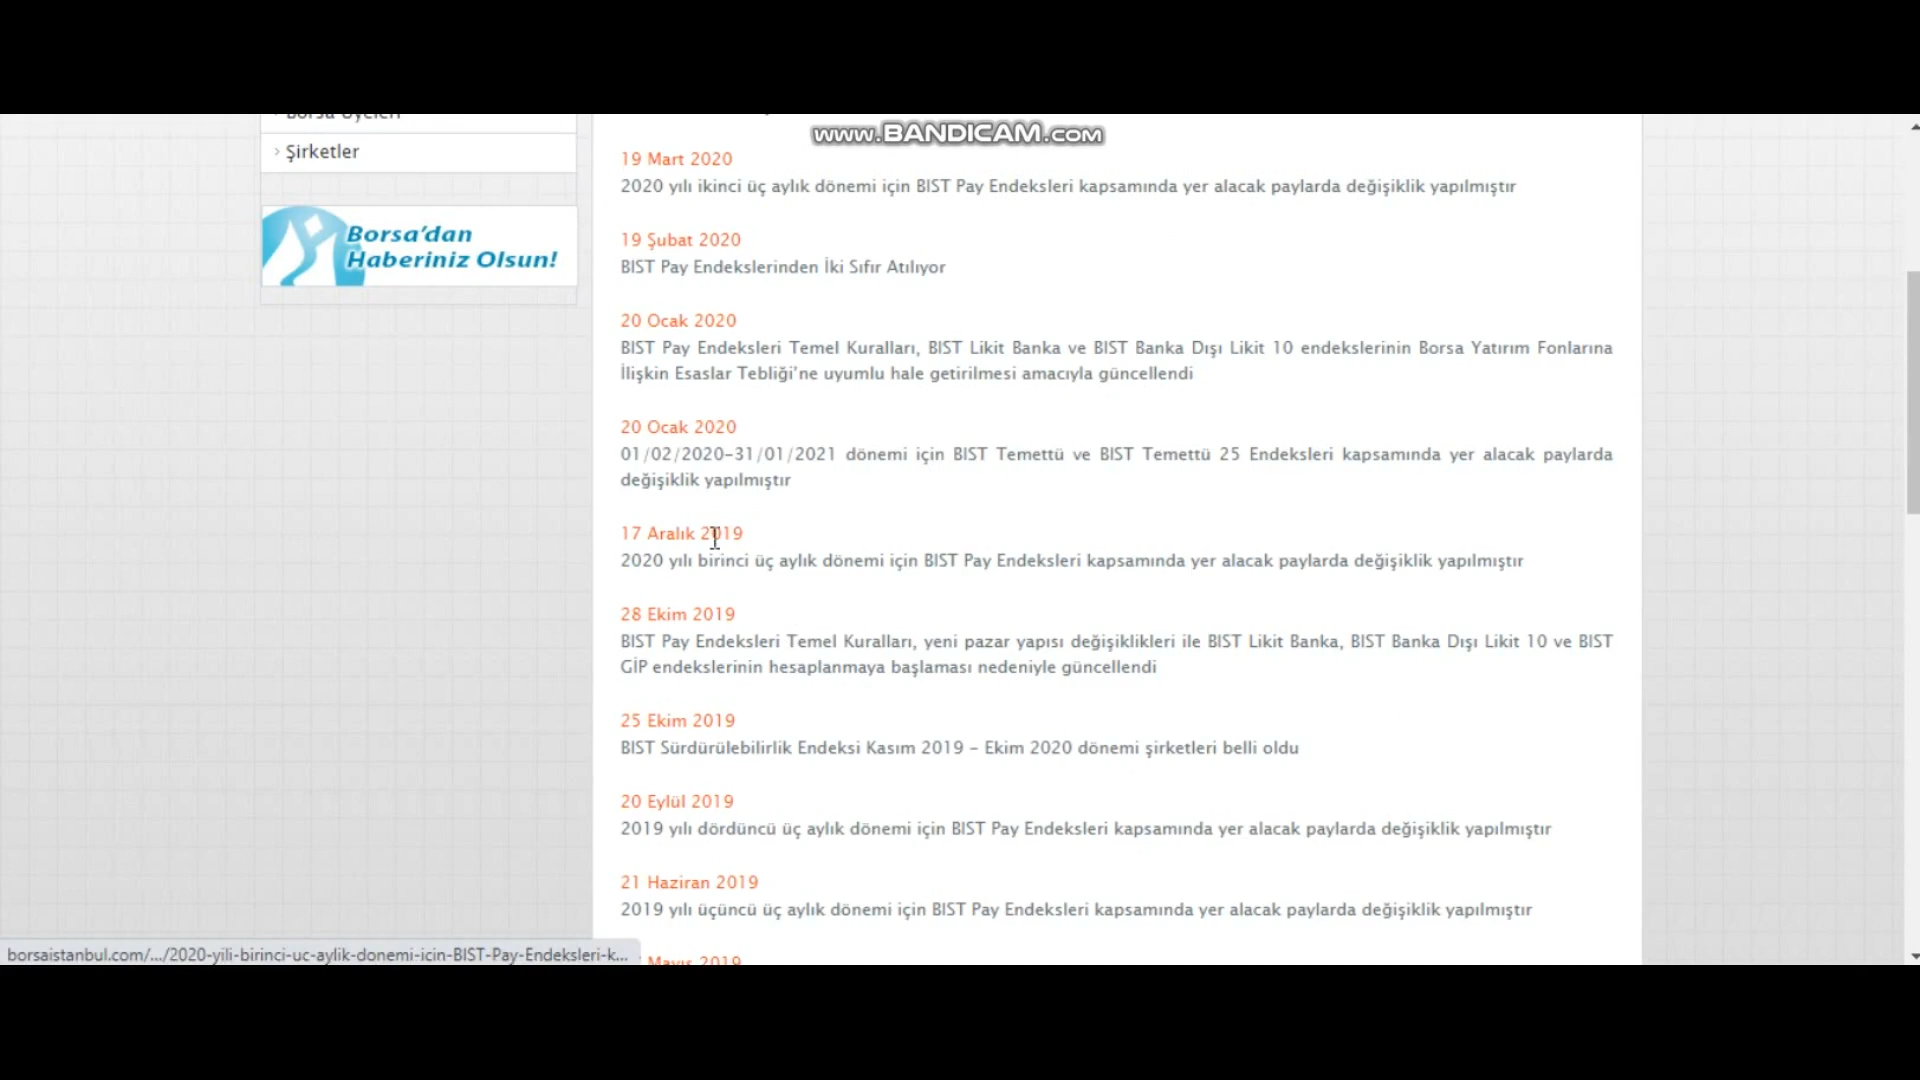 Borsa Üyeleri
Şirketler
Borsa'dan
Haberiniz Olsun!
www.BANDICAM.com
19 Mart 2020
2020 yılı ikinci üç aylık dönemi için BIST Pay Endeksleri kapsamında yer alacak paylarda değişiklik yapılmıştır
19 Şubat 2020
BIST Pay Endekslerinden İki Sıfır Atılıyor
20 Ocak 2020
BIST Pay Endeksleri Temel Kuralları, BIST Likit Banka ve BIST Banka Dışı Likit 10 endekslerinin Borsa Yatırım Fonlarına
İlişkin Esaslar Tebliği'ne uyumlu hale getirilmesi amacıyla güncellendi
20 Ocak 2020
01/02/2020-31/01/2021 dönemi için BIST Temettü ve BIST Temettü 25 Endeksleri kapsamında yer alacak paylarda
değişiklik yapılmıştır
17 Aralık 2019
2020 yılı birinci üç aylık dönemi için BIST Pay Endeksleri kapsamında yer alacak paylarda değişiklik yapılmıştır
28 Ekim 2019
BIST Pay Endeksleri Temel Kuralları, yeni pazar yapısı değişiklikleri ile BIST Likit Banka, BIST Banka Dışı Likit 10 ve BIST
GİP endekslerinin hesaplanmaya başlaması nedeniyle güncellendi
25 Ekim 2019
BIST Sürdürülebilirlik Endeksi Kasım 2019 – Ekim 2020 dönemi şirketleri belli oldu
20 Eylül 2019
2019 yılı dördüncü üç aylık dönemi için BIST Pay Endeksleri kapsamında yer alacak paylarda değişiklik yapılmıştır
21 Haziran 2019
2019 yılı üçüncü üç aylık dönemi için BIST Pay Endeksleri kapsamında yer alacak paylarda değişiklik yapılmıştır
Mayıs 2019
borsaistanbul.com/.../2020-yili-birinci-uc-aylik-donemi-icin-BIST-Pay-Endeksleri-k...